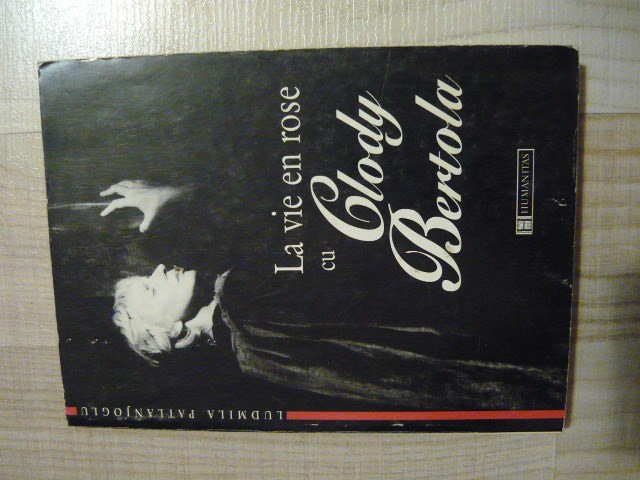 LUDMILA PATLANJOGLU
La vie en rose
cu
Clody
Bertola
HUMANITAS